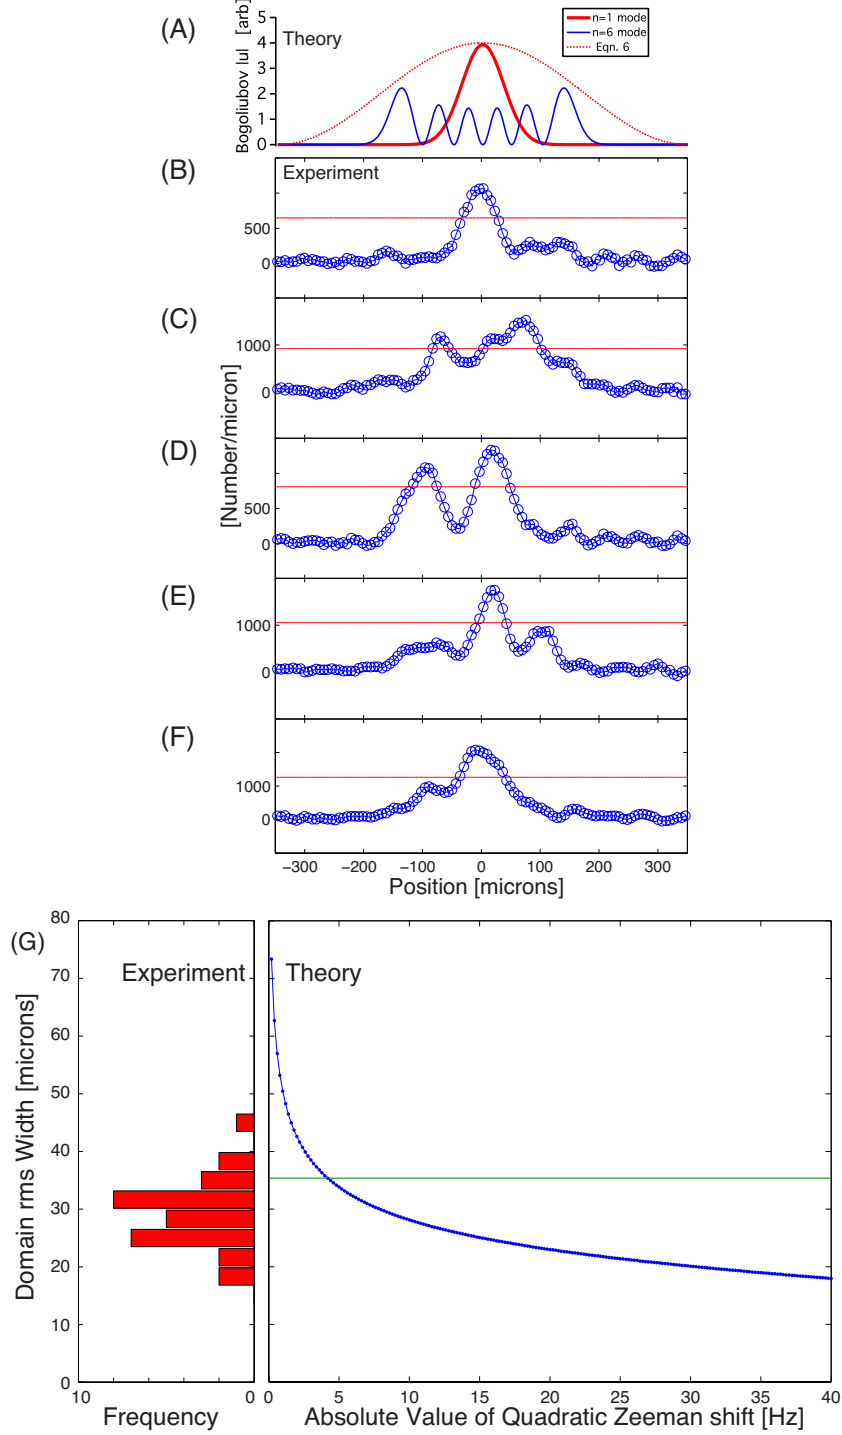 (A)
Bogoliubov |u| [arb]
5
4
3
2
1
0
Theory
n=1 mode
n=6 mode
Eqn. 6
(B)
Experiment
500
0
(C)
1000
0
[Number/micron]
(D)
500
0
(E)
1000
0
(F)
1000
0
−300 −200 −100 0 100 200 300
Position [microns]
(G)
Domain rms Width [microns]
80
70
60
50
40
30
20
10
0
Experiment
Theory
10 0
0 5 10 15 20 25 30 35 40
Frequency
Absolute Value of Quadratic Zeeman shift [Hz]